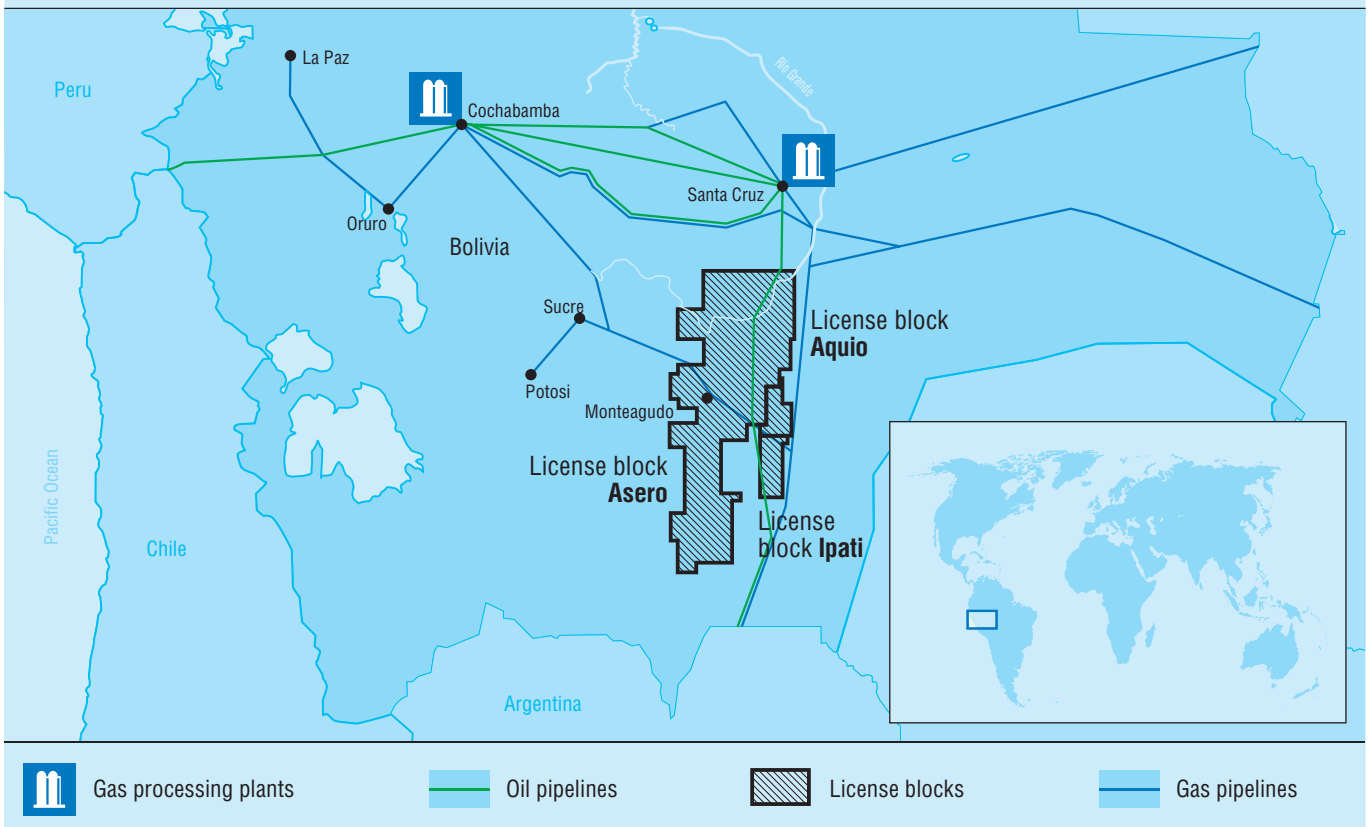 La Paz
Peru
Cochabamba
Rio Grande
Santa Cruz
Oruro
Bolivia
Sucre
License block
Aquio
Potosi
Monteagudo
License block
Asero
License
block Ipati
Pacific Ocean
Chile
Argentina
Gas processing plants
Oil pipelines
License blocks
Gas pipelines